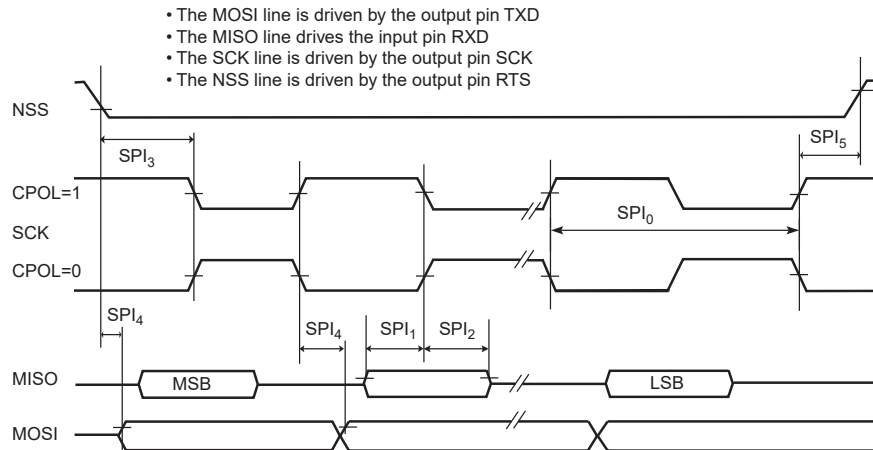 • The MOSI line is driven by the output pin TXD
• The MISO line drives the input pin RXD
• The SCK line is driven by the output pin SCK
• The NSS line is driven by the output pin RTS
NSS
SPI3
SPI5
CPOL=1
SPI0
SCK
CPOL=0
SPI4
SPI4
SPI1
SPI2
MISO
MSB
LSB
MOSI